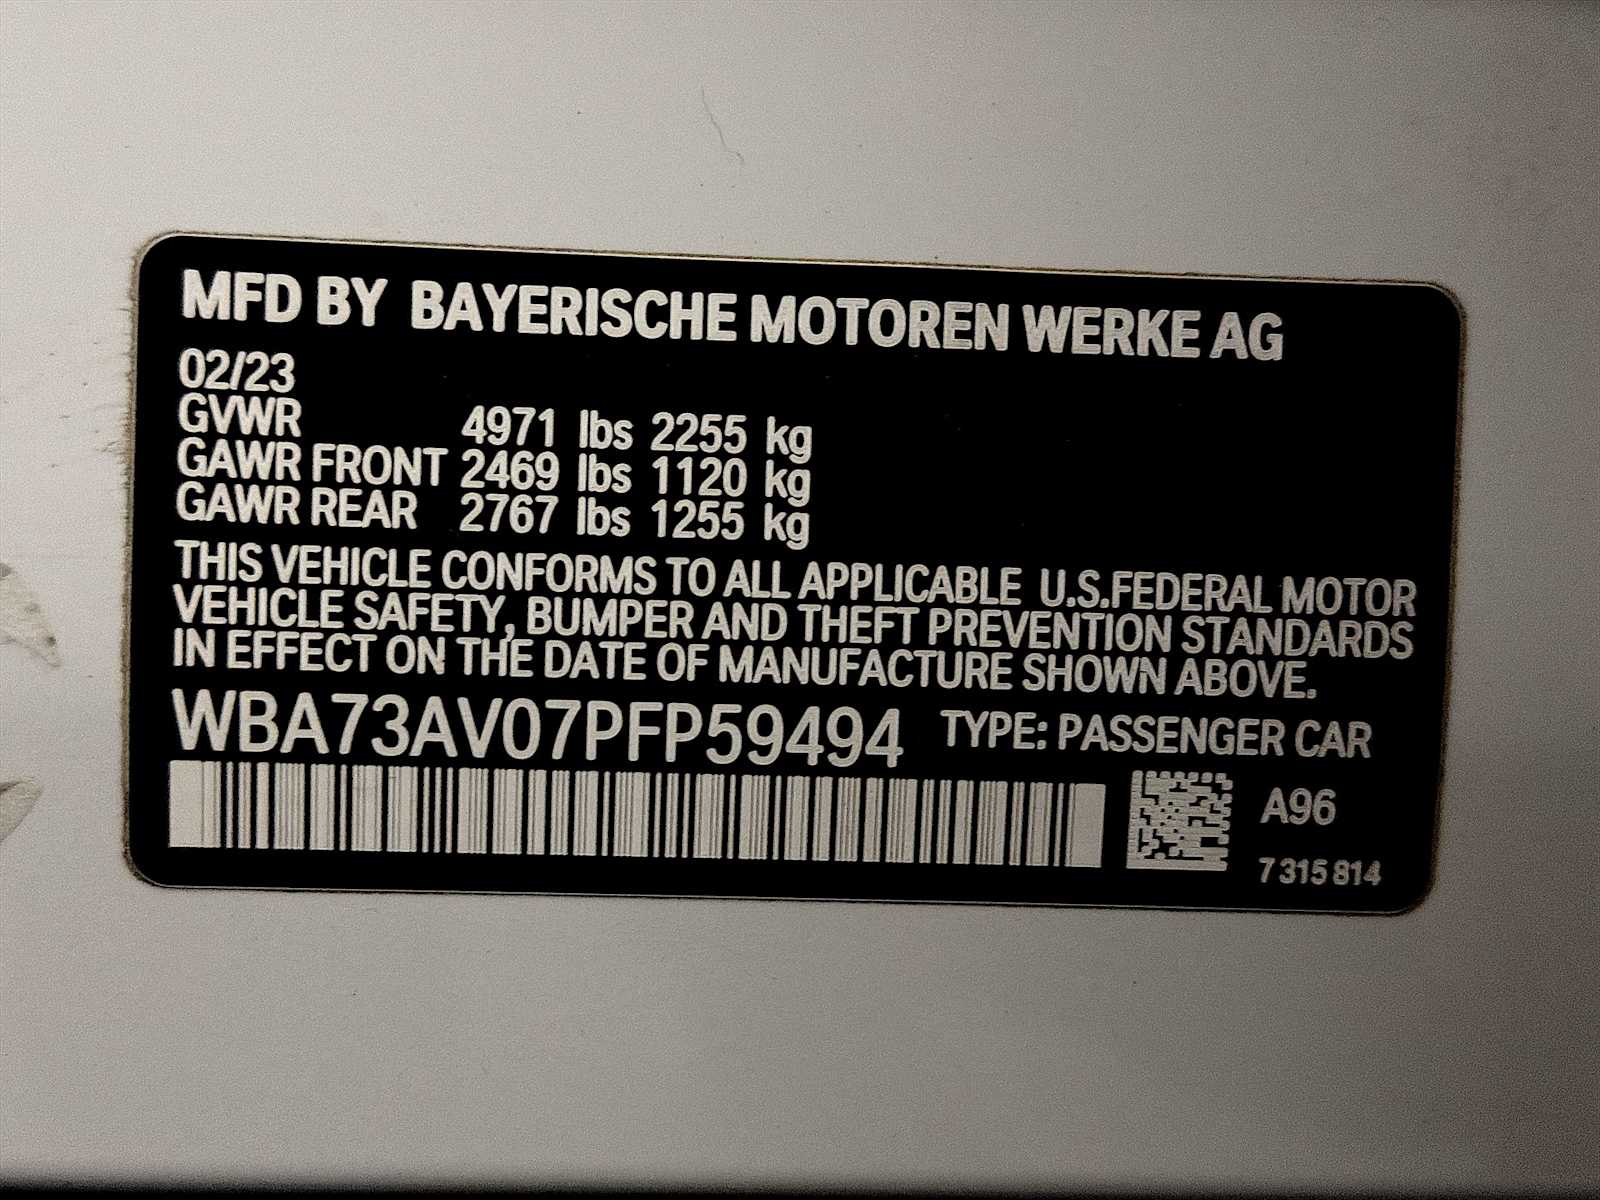 MFD BY BAYERISCHE MOTOREN WERKE AG
02/23
GVWR 4971 lbs 2255 kg
GAWR FRONT 2469 lbs 1120 kg
GAWR REAR 2767 lbs 1255 kg
THIS VEHICLE CONFORMS TO ALL APPLICABLE U.S.FEDERAL MOTOR
VEHICLE SAFETY, BUMPER AND THEFT PREVENTION STANDARDS
IN EFFECT ON THE DATE OF MANUFACTURE SHOWN ABOVE.
WBA73AV07PFP59494 TYPE: PASSENGER CAR
A96
7 315 814